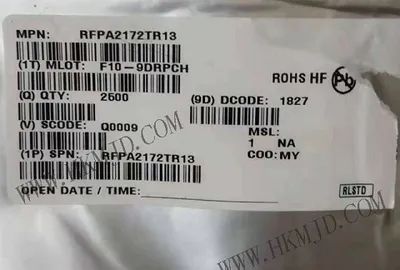 MPN: RFPA2172TR13
(1T) MLOT: F10-9DRPCH
ROHS HF Pb
(Q) QTY: 2500 (9D) DCODE: 1827
(V) SCODE: Q0009
MSL:
1 NA
(1P) SPN: RFPA2172TR13 COO: MY
OPEN DATE / TIME: RLSTD
WWW.HKMJD.COM
WWW.HKMJD.COM